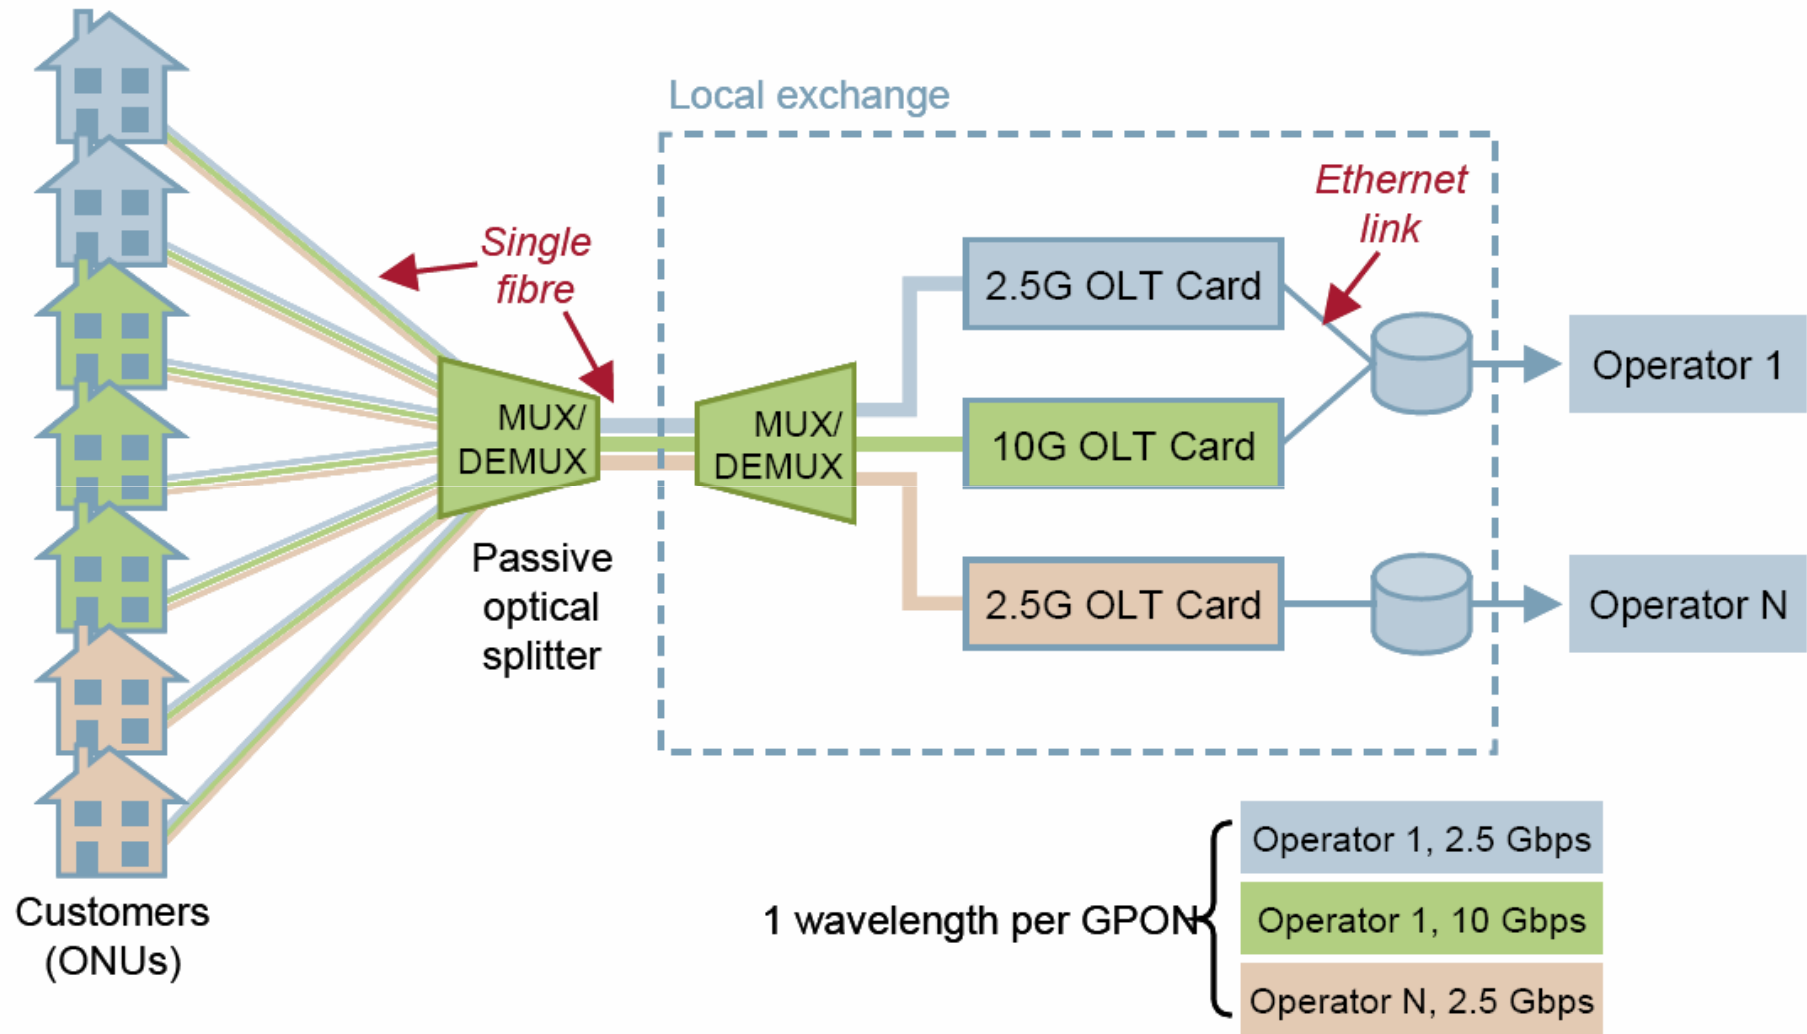 Local exchange
Ethernet
link
Single
fibre
2.5G OLT Card
Operator 1
MUX/
DEMUX
MUX/
DEMUX
10G OLT Card
Passive
optical
splitter
2.5G OLT Card
Operator N
Customers
(ONUs)
1 wavelength per GPON
Operator 1, 2.5 Gbps
Operator 1, 10 Gbps
Operator N, 2.5 Gbps